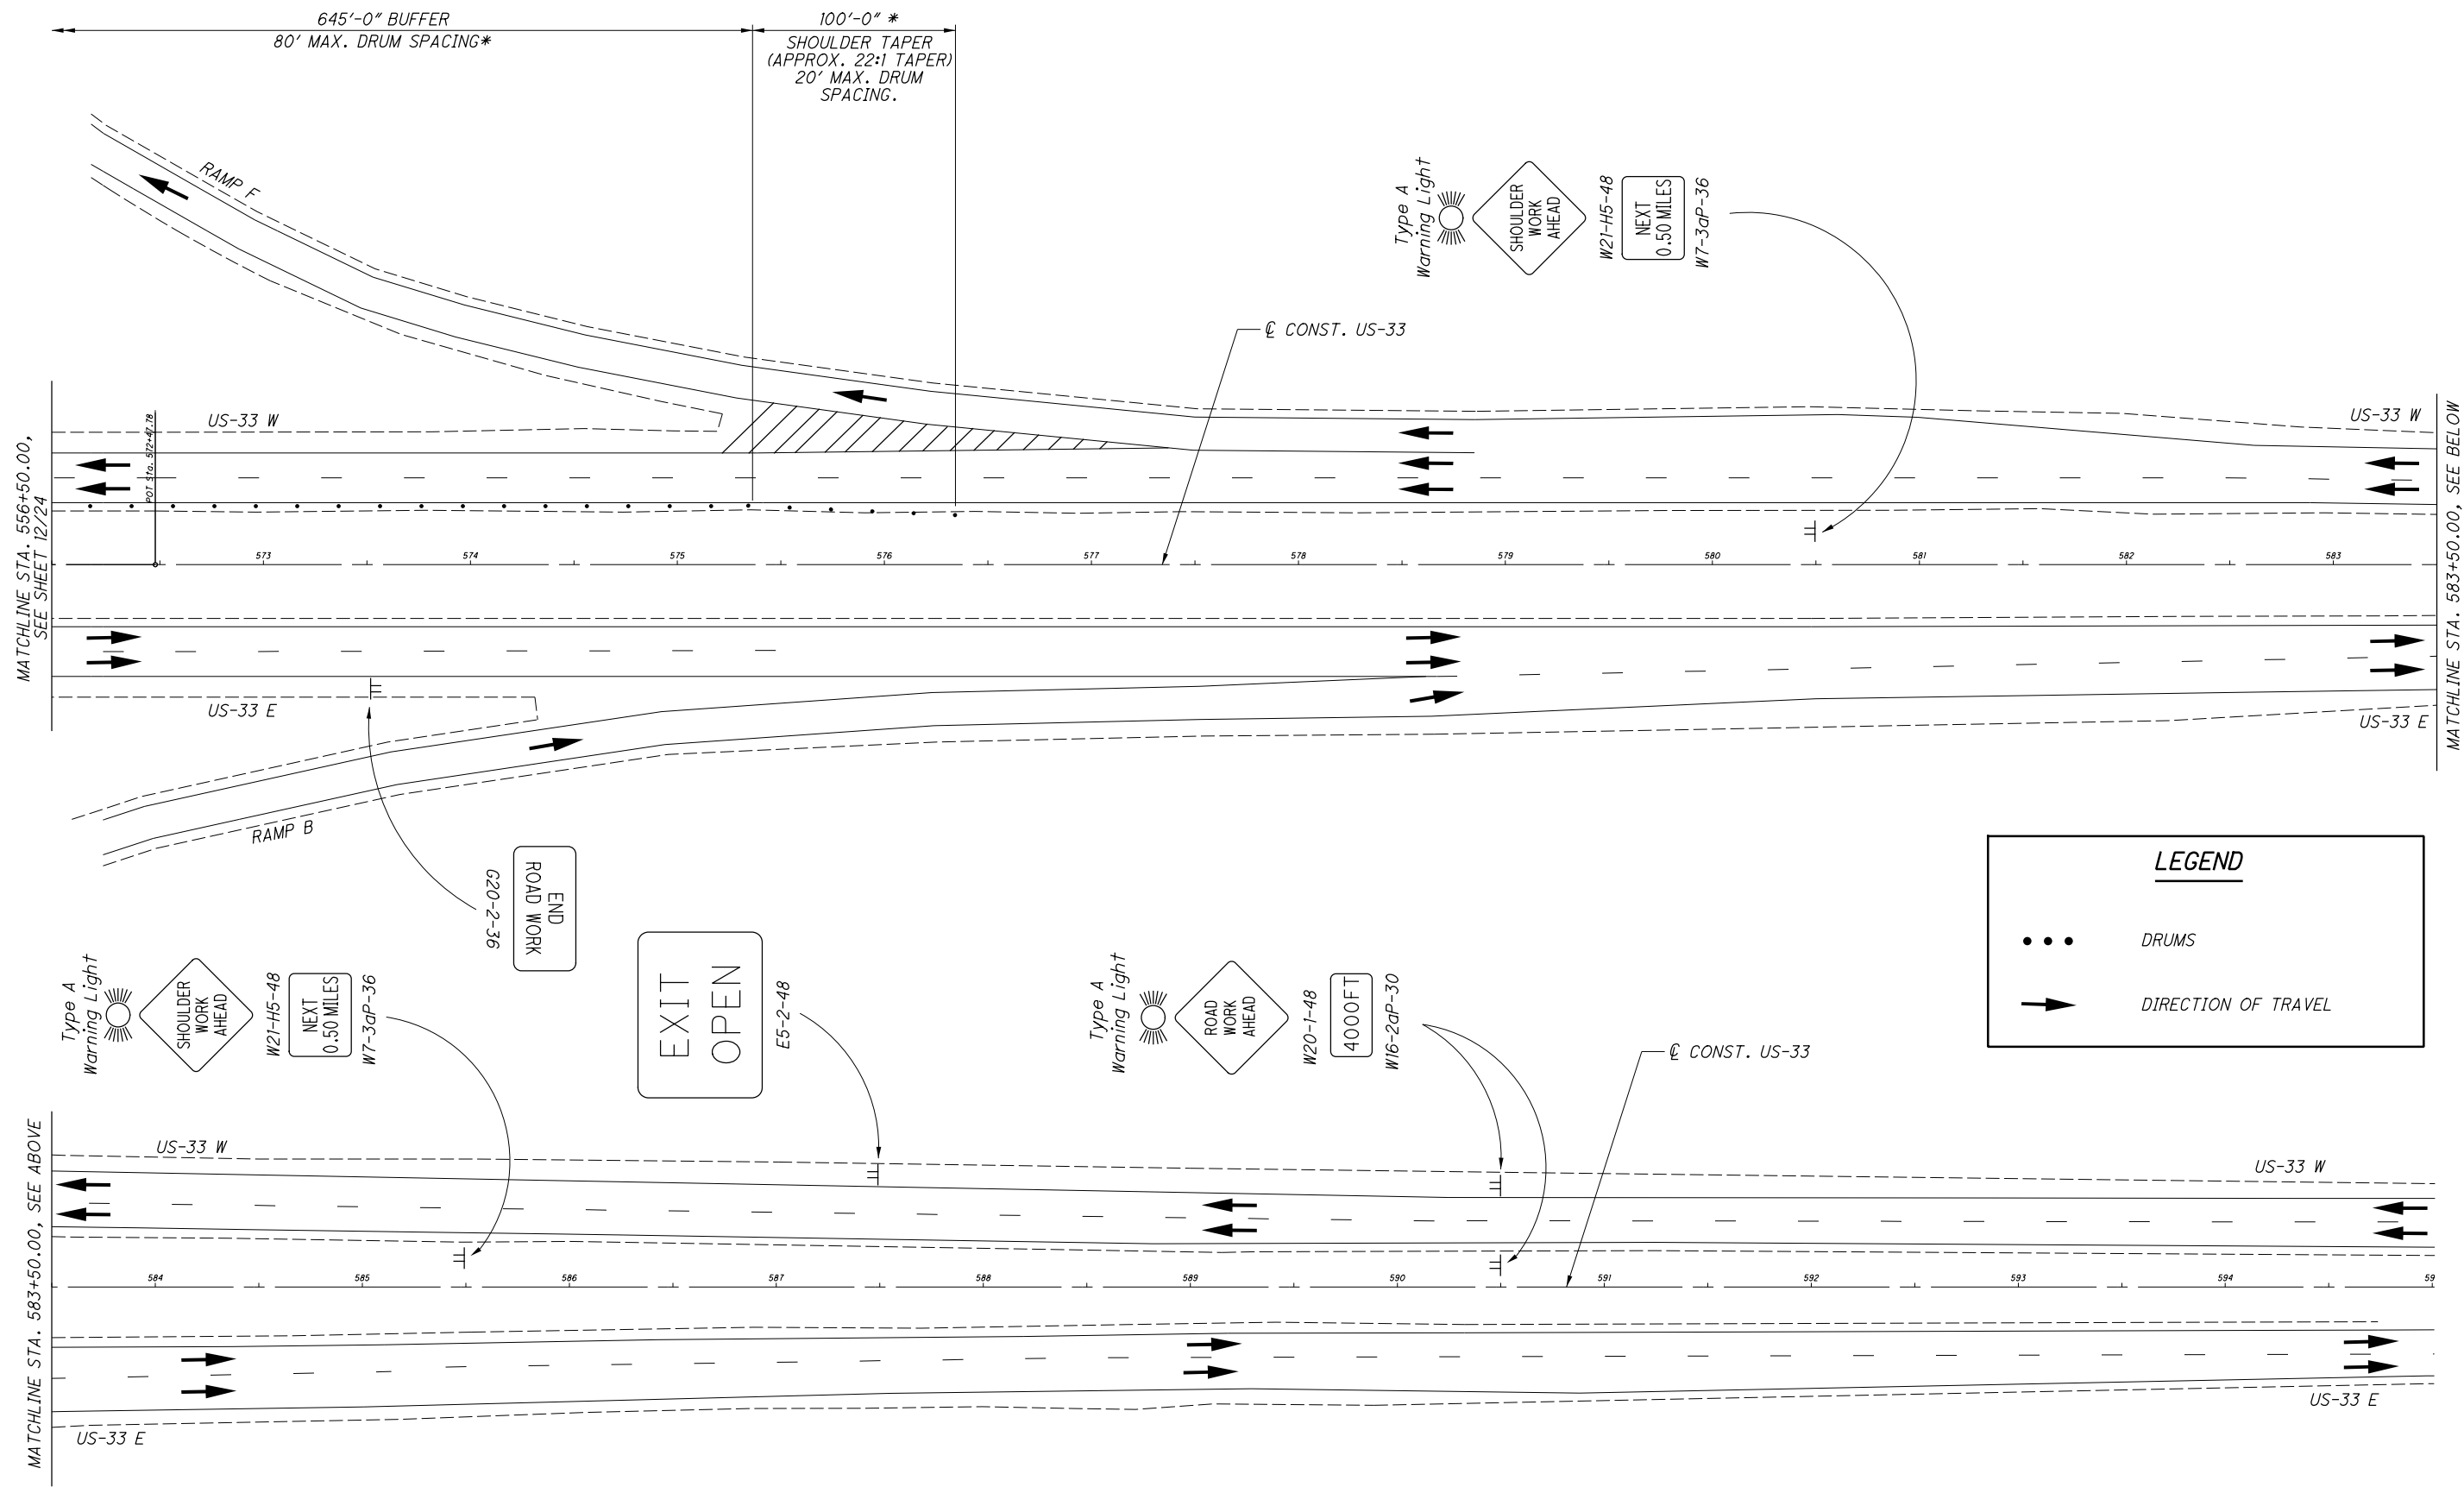 645'-0" BUFFER
80' MAX. DRUM SPACING*
100'-0" *
SHOULDER TAPER
(APPROX. 22:1 TAPER)
20' MAX. DRUM
SPACING.
RAMP F
Type A
Warning Light
SHOULDER
WORK
AHEAD
W21-H5-48
NEXT
0.50 MILES
W7-3aP-36
℄ CONST. US-33
MATCHLINE STA. 556+50.00,
SEE SHEET 12/24
US-33 W
POT Sta. 572+47.78
US-33 W
MATCHLINE STA. 583+50.00, SEE BELOW
573
574
575
576
577
578
579
580
581
582
583
US-33 E
US-33 E
RAMP B
END
ROAD WORK
G20-2-36
LEGEND
DRUMS
DIRECTION OF TRAVEL
Type A
Warning Light
SHOULDER
WORK
AHEAD
W21-H5-48
NEXT
0.50 MILES
W7-3aP-36
EXIT
OPEN
E5-2-48
Type A
Warning Light
ROAD
WORK
AHEAD
W20-1-48
4000FT
W16-2aP-30
℄ CONST. US-33
MATCHLINE STA. 583+50.00, SEE ABOVE
US-33 W
US-33 W
584
585
586
587
588
589
590
591
592
593
594
59
US-33 E
US-33 E